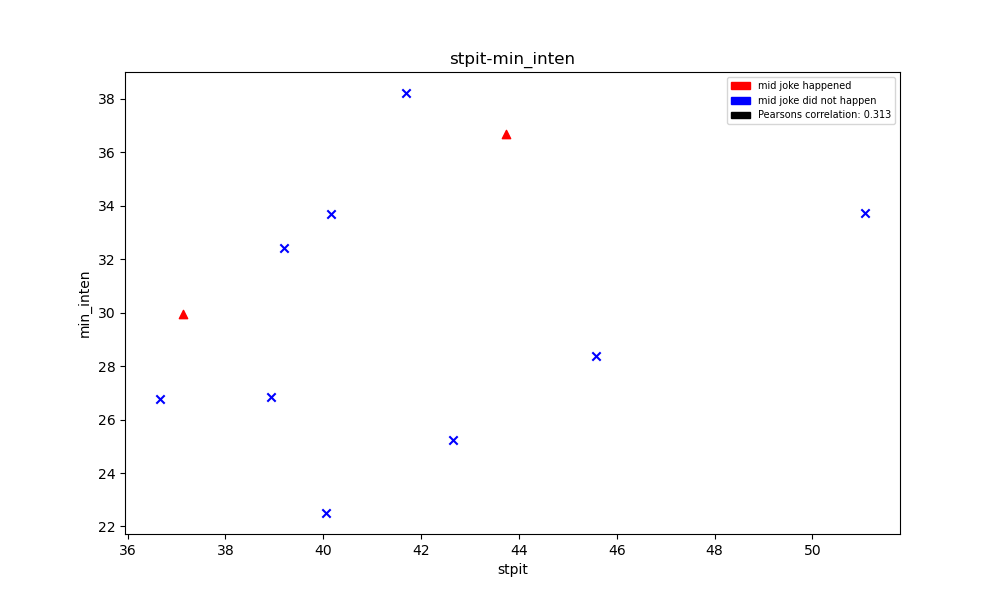 stpit-min_inten
mid joke happened
mid joke did not happen
Pearsons correlation: 0.313
38
36
34
32
30
28
26
24
22
min_inten
36 38 40 42 44 46 48 50
stpit